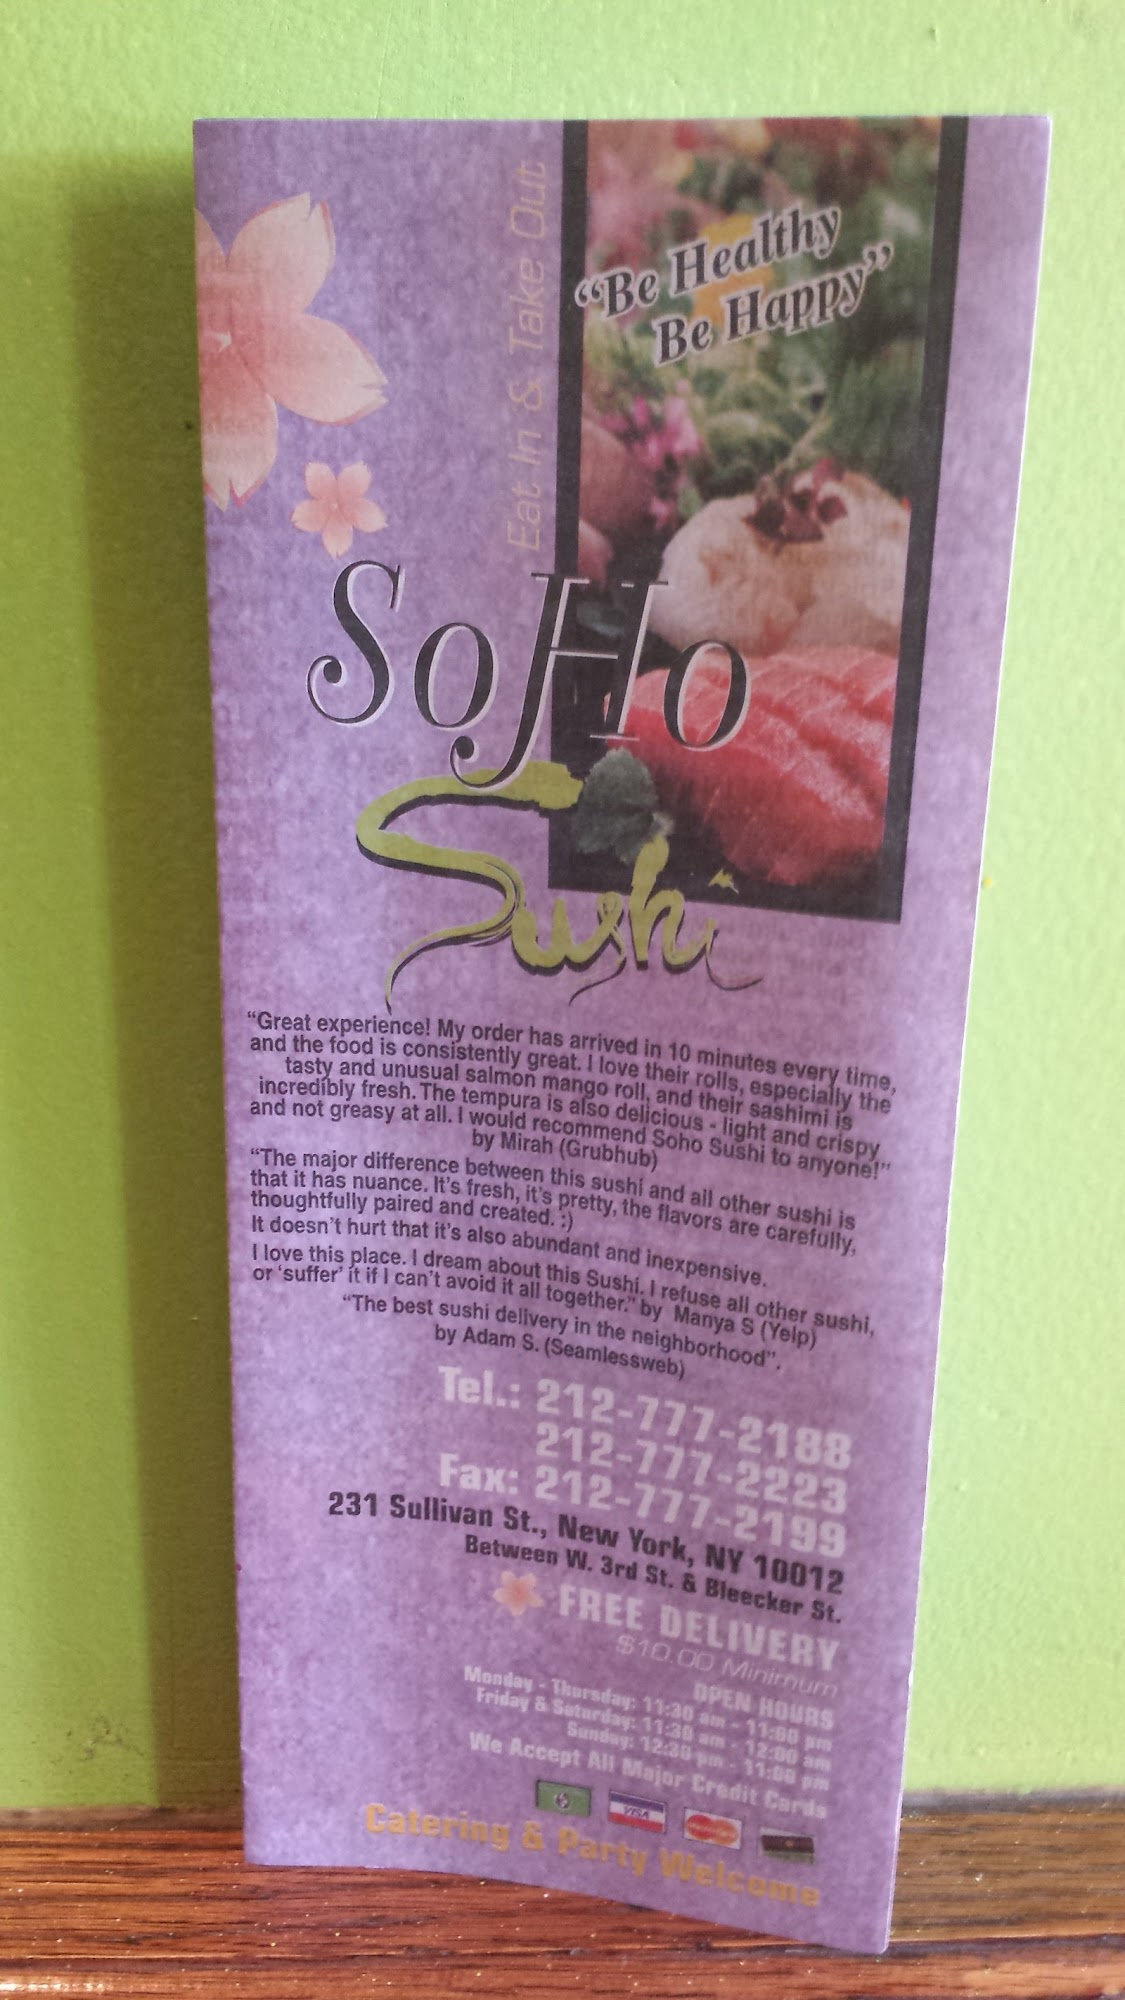 Eat In & Take Out
“Be Healthy
Be Happy”
SoHo
Sushi
“Great experience! My order has arrived in 10 minutes every time,
and the food is consistently great. I love their rolls, especially the
tasty and unusual salmon mango roll, and their sashimi is
incredibly fresh. The tempura is also delicious - light and crispy
and not greasy at all. I would recommend Soho Sushi to anyone!”
by Mirah (Grubhub)
“The major difference between this sushi and all other sushi is
that it has nuance. It’s fresh, it’s pretty, the flavors are carefully,
thoughtfully paired and created. :)
It doesn’t hurt that it’s also abundant and inexpensive.
I love this place. I dream about this Sushi. I refuse all other sushi,
or ‘suffer’ it if I can’t avoid it all together.” by Manya S (Yelp)
“The best sushi delivery in the neighborhood”.
by Adam S. (Seamlessweb)
Tel.: 212-777-2188
212-777-2223
Fax: 212-777-2199
231 Sullivan St., New York, NY 10012
Between W. 3rd St. & Bleecker St.
FREE DELIVERY
$10.00 Minimum
OPEN HOURS
Monday - Thursday: 11:30 am - 11:00 pm
Friday & Saturday: 11:30 am - 12:00 am
Sunday: 12:30 pm - 11:00 pm
We Accept All Major Credit Cards
VISA
Catering & Party Welcome